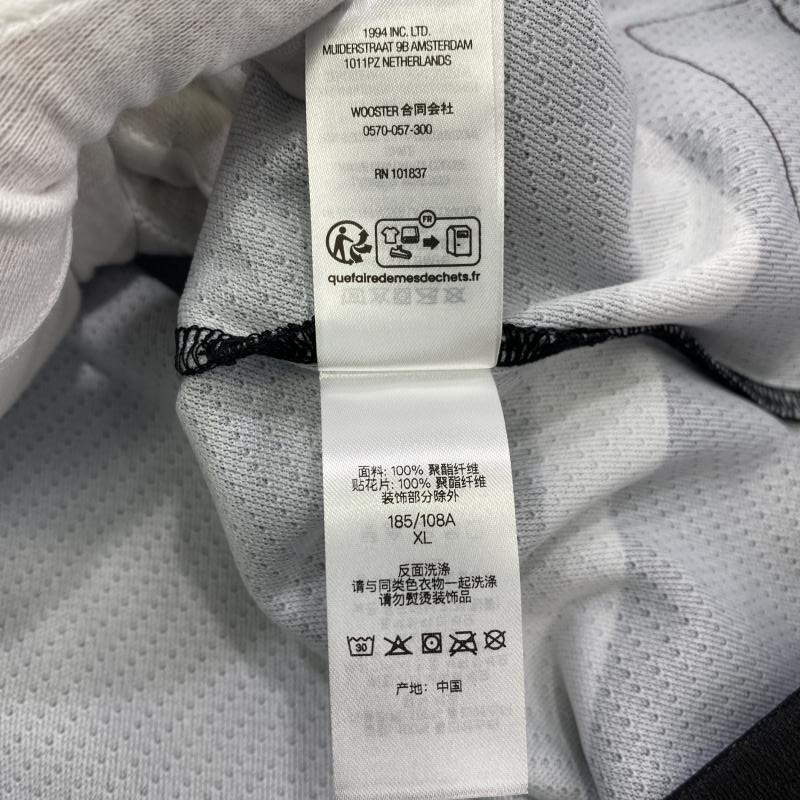 1994 INC. LTD.
MUIDERSTRAAT 9B AMSTERDAM
1011PZ NETHERLANDS
WOOSTER 合同会社
0570-057-300
RN 101837
FR
quefairedemesdechets.fr
面料: 100% 聚酯纤维
贴花片: 100% 聚酯纤维
装饰部分除外
185/108A
XL
反面洗涤
请与同类色衣物一起洗涤
请勿熨烫装饰品
30
产地: 中国